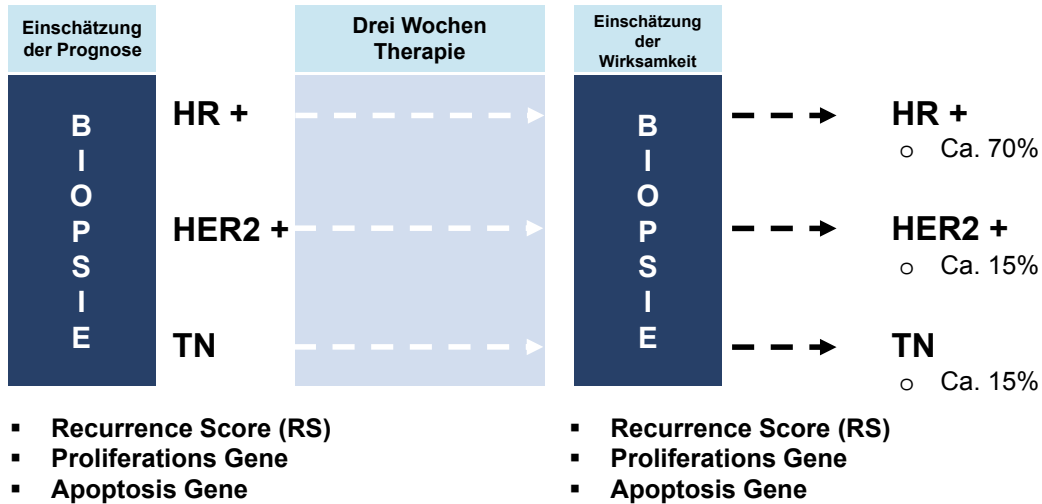 Einschätzung
der Prognose
Drei Wochen
Therapie
Einschätzung
der
Wirksamkeit
B
I
O
P
S
I
E
HR +
HER2 +
TN
B
I
O
P
S
I
E
HR +
o Ca. 70%
HER2 +
o Ca. 15%
TN
o Ca. 15%
▪ Recurrence Score (RS)
▪ Proliferations Gene
▪ Apoptosis Gene
▪ Recurrence Score (RS)
▪ Proliferations Gene
▪ Apoptosis Gene